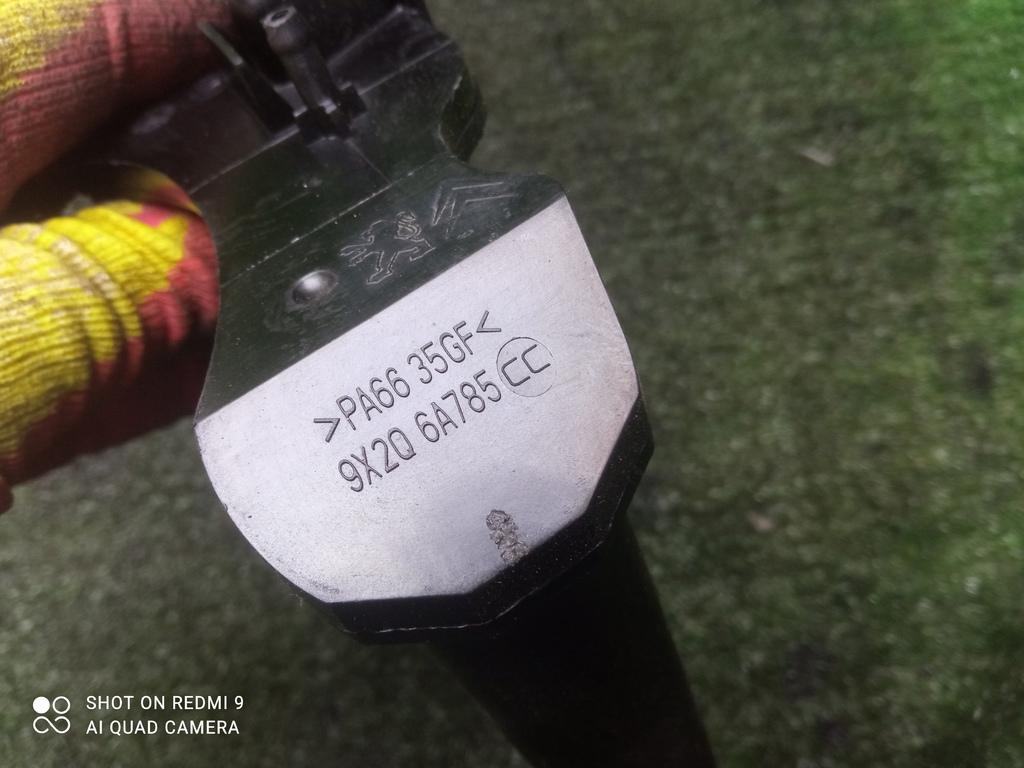 >PA66 35GF<
9X2Q 6A785 CC
SHOT ON REDMI 9
AI QUAD CAMERA